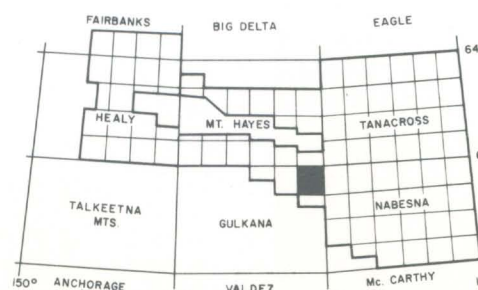 FAIRBANKS
BIG DELTA
EAGLE
64
HEALY
MT. HAYES
TANACROSS
TALKEETNA
MTS.
GULKANA
NABESNA
150°
ANCHORAGE
VALDEZ
Mc. CARTHY